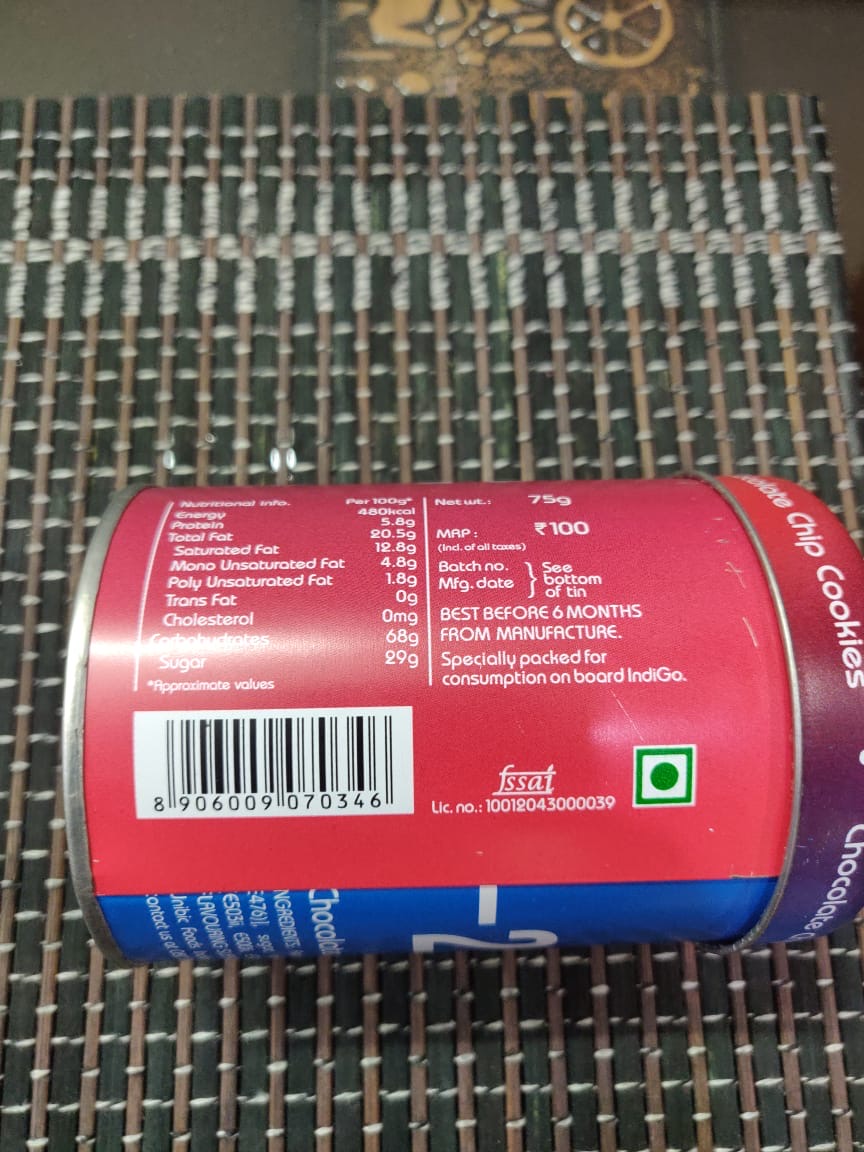 Nutritional Info. Per 100g*
Energy 480kcal
Protein 5.8g
Total Fat 20.5g
Saturated Fat 12.8g
Mono Unsaturated Fat 4.8g
Poly Unsaturated Fat 1.8g
Trans Fat 0g
Cholesterol 0mg
Carbohydrates 68g
Sugar 29g
*Approximate values
Net wt.: 75g
MRP : ₹100
(Incl. of all taxes)
Batch no. } See
Mfg. date bottom
of tin
BEST BEFORE 6 MONTHS
FROM MANUFACTURE.
Specially packed for
consumption on board IndiGo.
8 906009 070346
fssai
Lic. no.: 10012043000039
Chip Cookies
Chocolate
2